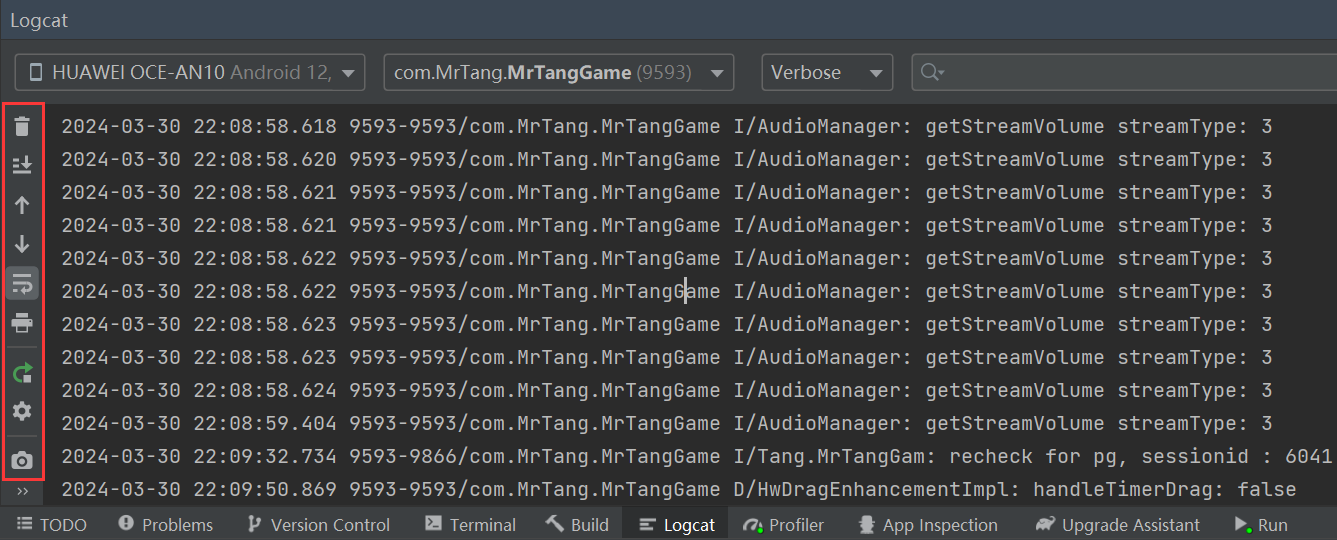 Logcat
HUAWEI OCE-AN10 Android 12, com.MrTang.MrTangGame (9593) Verbose
2024-03-30 22:08:58.618 9593-9593/com.MrTang.MrTangGame I/AudioManager: getStreamVolume streamType: 3
2024-03-30 22:08:58.620 9593-9593/com.MrTang.MrTangGame I/AudioManager: getStreamVolume streamType: 3
2024-03-30 22:08:58.621 9593-9593/com.MrTang.MrTangGame I/AudioManager: getStreamVolume streamType: 3
2024-03-30 22:08:58.621 9593-9593/com.MrTang.MrTangGame I/AudioManager: getStreamVolume streamType: 3
2024-03-30 22:08:58.622 9593-9593/com.MrTang.MrTangGame I/AudioManager: getStreamVolume streamType: 3
2024-03-30 22:08:58.622 9593-9593/com.MrTang.MrTangGame I/AudioManager: getStreamVolume streamType: 3
2024-03-30 22:08:58.623 9593-9593/com.MrTang.MrTangGame I/AudioManager: getStreamVolume streamType: 3
2024-03-30 22:08:58.623 9593-9593/com.MrTang.MrTangGame I/AudioManager: getStreamVolume streamType: 3
2024-03-30 22:08:58.624 9593-9593/com.MrTang.MrTangGame I/AudioManager: getStreamVolume streamType: 3
2024-03-30 22:08:59.404 9593-9593/com.MrTang.MrTangGame I/AudioManager: getStreamVolume streamType: 3
2024-03-30 22:09:32.734 9593-9866/com.MrTang.MrTangGame I/Tang.MrTangGam: recheck for pg, sessionid : 6041
2024-03-30 22:09:50.869 9593-9593/com.MrTang.MrTangGame D/HwDragEnhancementImpl: handleTimerDrag: false
TODO Problems Version Control Terminal Build Logcat Profiler App Inspection Upgrade Assistant Run